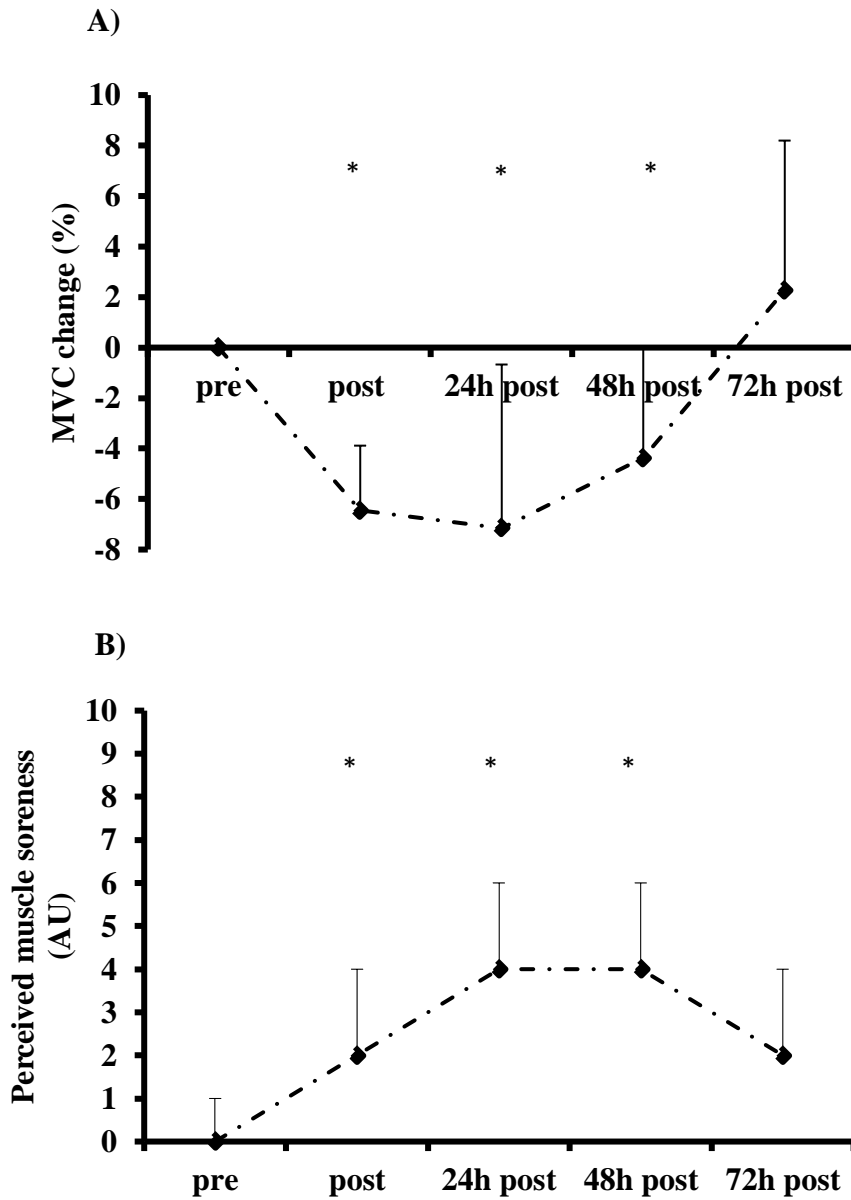 A)
10
8
6
4
2
0
-2
-4
-6
-8
MVC change (%)
* * *
pre post 24h post 48h post 72h post
B)
10
9
8
7
6
5
4
3
2
1
0
Perceived muscle soreness
(AU)
* * *
pre post 24h post 48h post 72h post